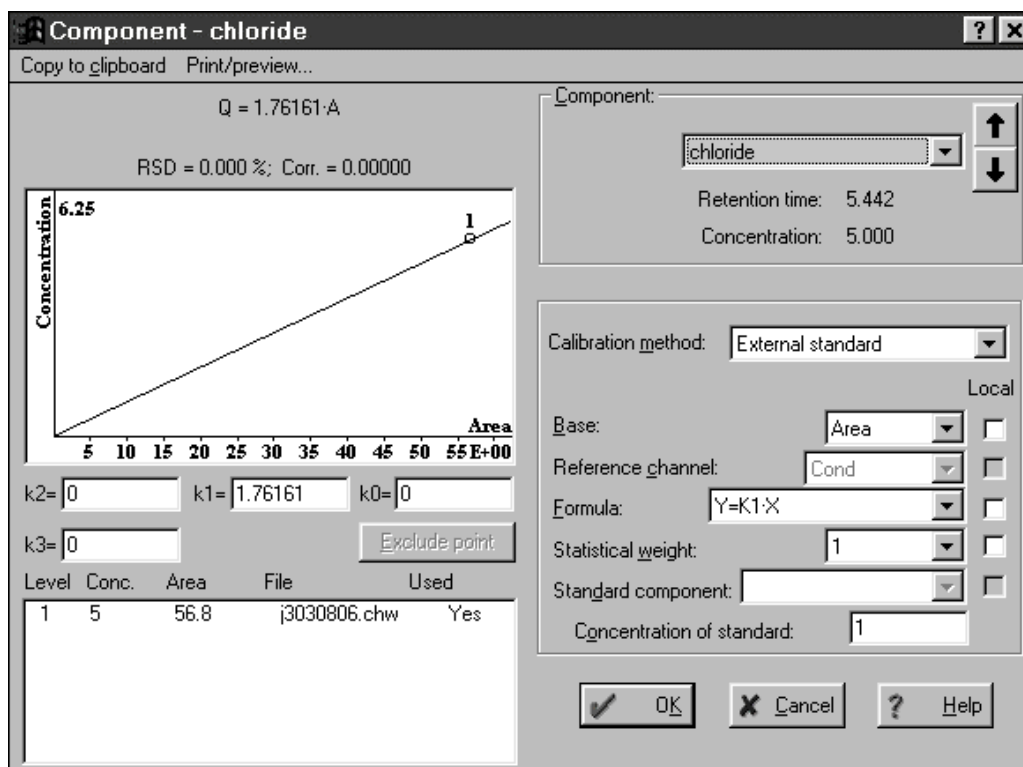 Component - chloride
Copy to clipboard Print/preview...
Q = 1.76161·A
RSD = 0.000 %; Corr. = 0.00000
Concentration
6.25
1
Area
5 10 15 20 25 30 35 40 45 50 55 E+00
k2= 0 k1= 1.76161 k0= 0
k3= 0 Exclude point
Level Conc. Area File Used
1 5 56.8 j3030806.chw Yes
Component:
chloride
Retention time: 5.442
Concentration: 5.000
Calibration method: External standard
Local
Base: Area
Reference channel: Cond
Formula: Y=K1·X
Statistical weight: 1
Standard component:
Concentration of standard: 1
OK Cancel ? Help